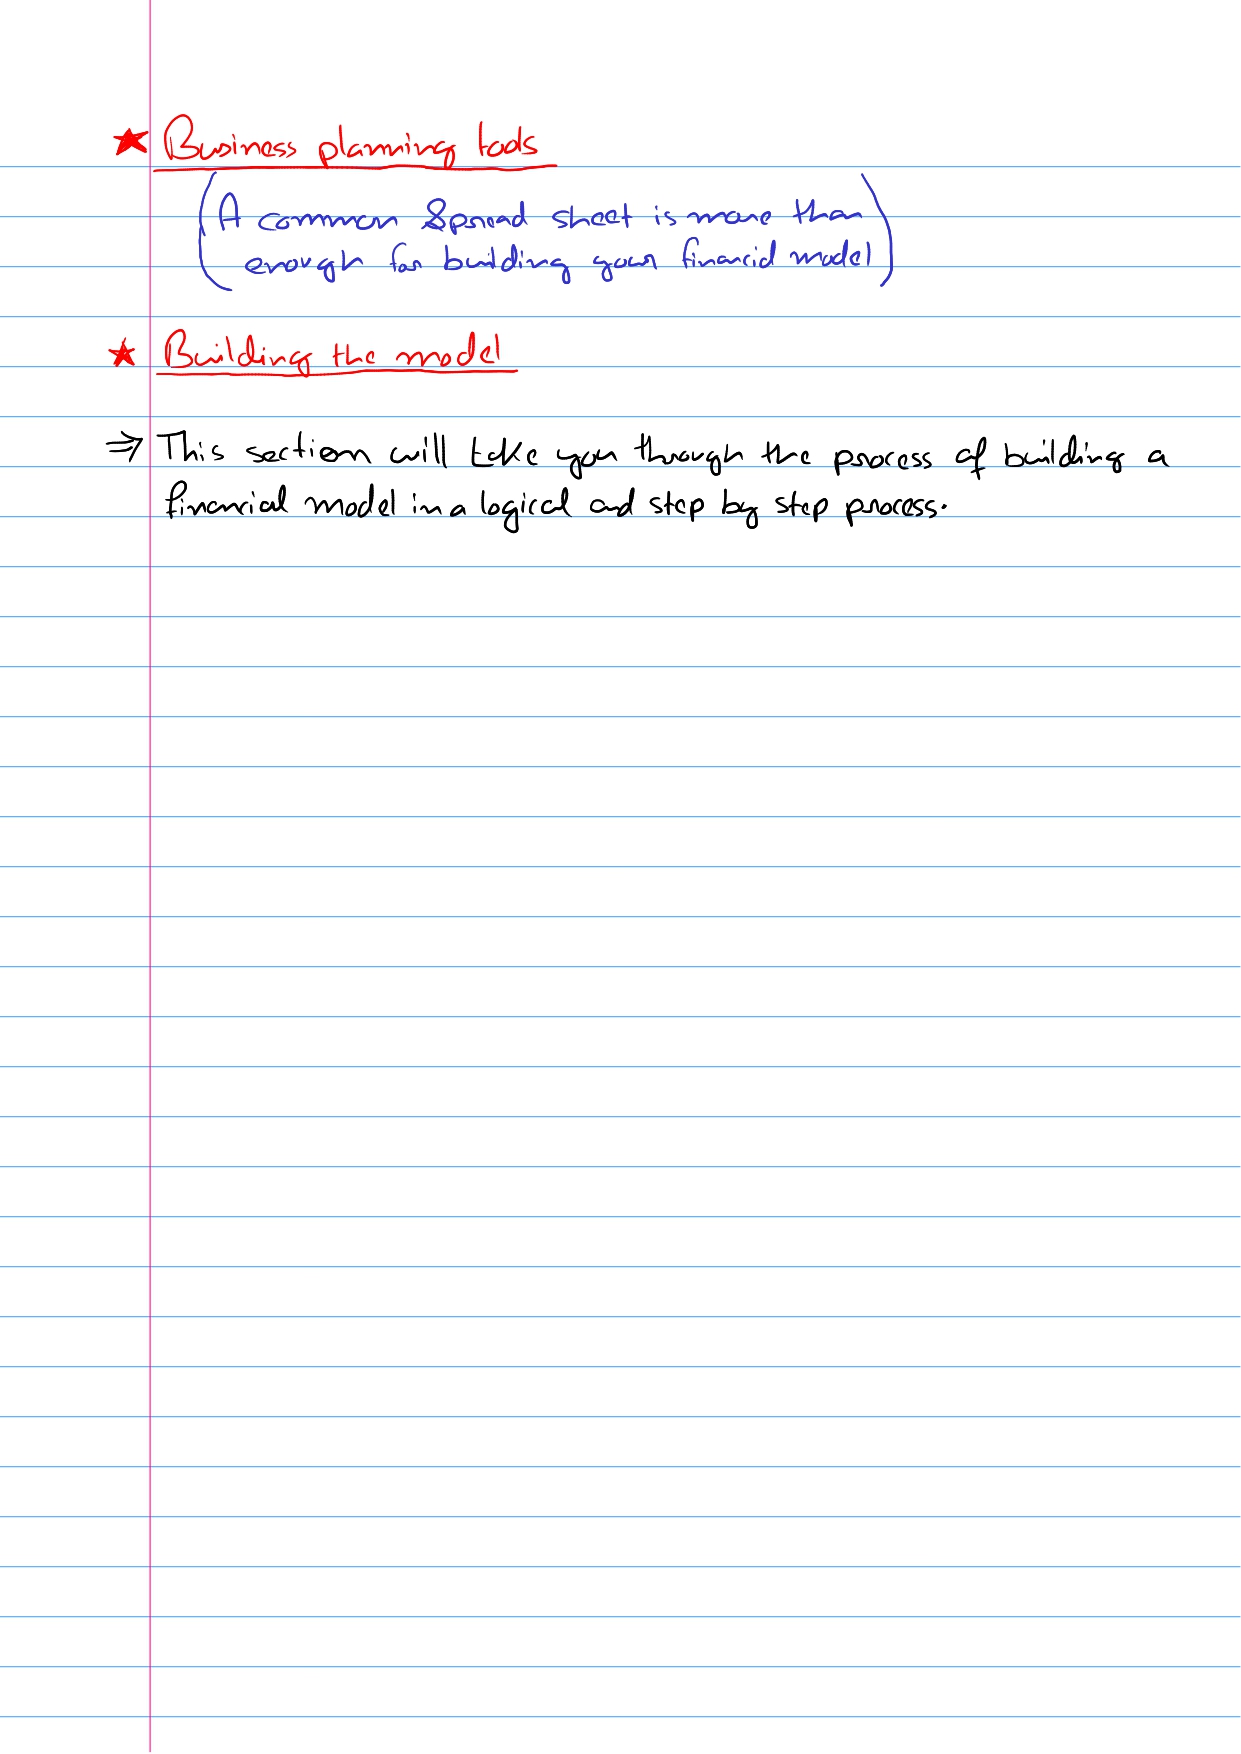 ★ Business planning tools
(A common Spread sheet is more than
enough for building your financial model)
★ Building the model
⇒ This section will take you through the process of building a
financial model in a logical and step by step process.